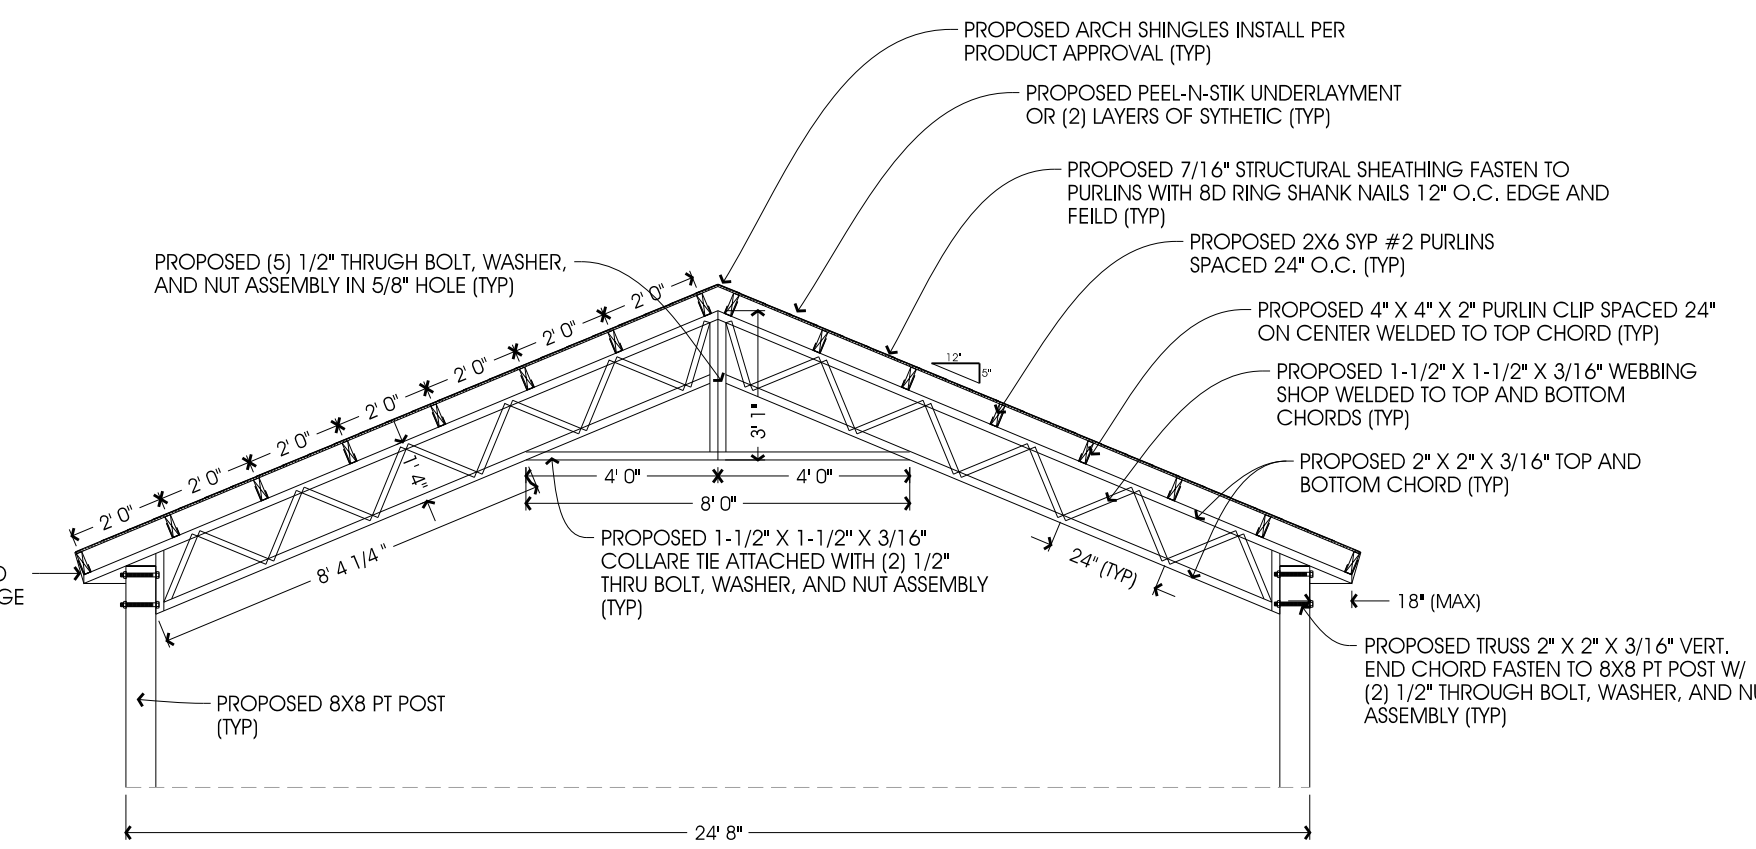 PROPOSED ARCH SHINGLES INSTALL PER
PRODUCT APPROVAL (TYP)
PROPOSED PEEL-N-STIK UNDERLAYMENT
OR (2) LAYERS OF SYTHETIC (TYP)
PROPOSED 7/16" STRUCTURAL SHEATHING FASTEN TO
PURLINS WITH 8D RING SHANK NAILS 12" O.C. EDGE AND
FEILD (TYP)
PROPOSED 2X6 SYP #2 PURLINS
SPACED 24" O.C. (TYP)
PROPOSED (5) 1/2" THRUGH BOLT, WASHER,
AND NUT ASSEMBLY IN 5/8" HOLE (TYP)
PROPOSED 4" X 4" X 2" PURLIN CLIP SPACED 24"
ON CENTER WELDED TO TOP CHORD (TYP)
12"
5"
PROPOSED 1-1/2" X 1-1/2" X 3/16" WEBBING
SHOP WELDED TO TOP AND BOTTOM
CHORDS (TYP)
PROPOSED 2" X 2" X 3/16" TOP AND
BOTTOM CHORD (TYP)
2' 0"
2' 0"
2' 0"
2' 0"
2' 0"
2' 0"
2' 0"
3' 1"
1' 4"
4' 0"
4' 0"
8' 0"
8' 4 1/4"
24" (TYP)
18" (MAX)
PROPOSED 1-1/2" X 1-1/2" X 3/16"
COLLARE TIE ATTACHED WITH (2) 1/2"
THRU BOLT, WASHER, AND NUT ASSEMBLY
(TYP)
GE
PROPOSED TRUSS 2" X 2" X 3/16" VERT.
END CHORD FASTEN TO 8X8 PT POST W/
(2) 1/2" THROUGH BOLT, WASHER, AND
ASSEMBLY (TYP)
PROPOSED 8X8 PT POST
(TYP)
24' 8"